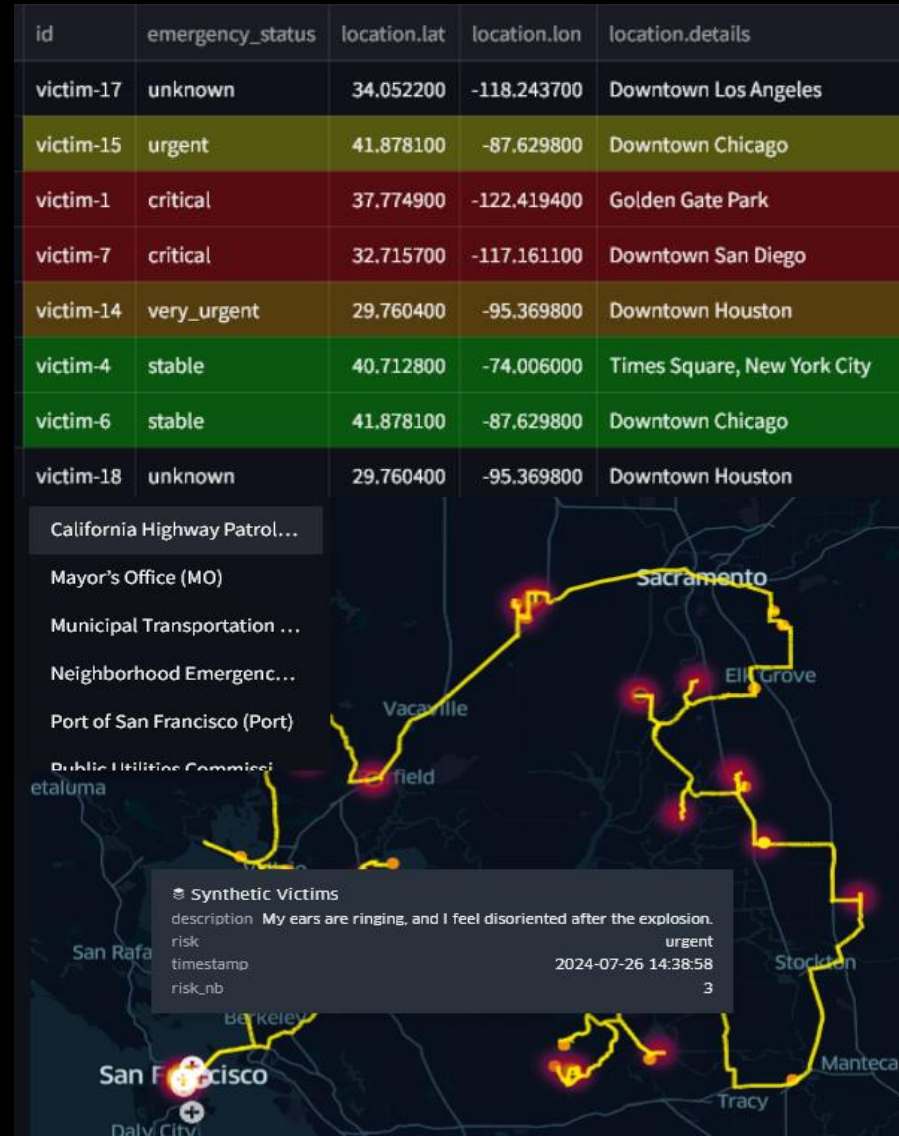 id emergency_status location.lat location.lon location.details
victim-17 unknown 34.052200 -118.243700 Downtown Los Angeles
victim-15 urgent 41.878100 -87.629800 Downtown Chicago
victim-1 critical 37.774900 -122.419400 Golden Gate Park
victim-7 critical 32.715700 -117.161100 Downtown San Diego
victim-14 very_urgent 29.760400 -95.369800 Downtown Houston
victim-4 stable 40.712800 -74.006000 Times Square, New York City
victim-6 stable 41.878100 -87.629800 Downtown Chicago
victim-18 unknown 29.760400 -95.369800 Downtown Houston
California Highway Patrol...
Mayor's Office (MO)
Municipal Transportation ...
Neighborhood Emergenc...
Port of San Francisco (Port)
Public Utilities Commissi
Sacramento
Elk Grove
Vacaville
field
etaluma
Synthetic Victims
description My ears are ringing, and I feel disoriented after the explosion.
risk urgent
timestamp 2024-07-26 14:38:58
risk_nb 3
San Rafa
Stockton
Berkeley
San F cisco
Manteca
Tracy
Daly City